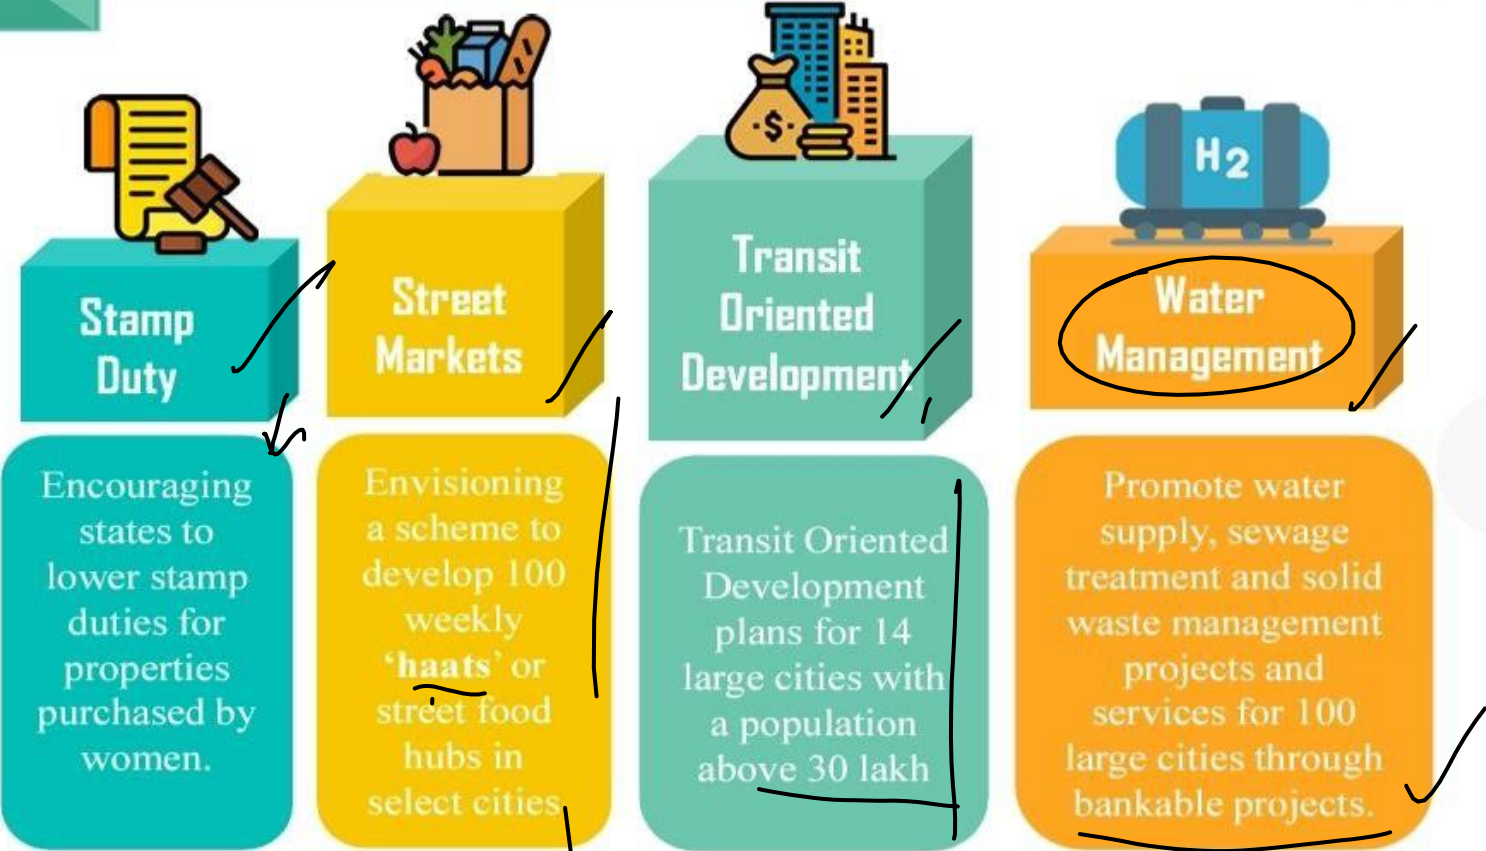 $
H2
Stamp
Duty
Street
Markets
Transit
Oriented
Development
Water
Management
Encouraging
states to
lower stamp
duties for
properties
purchased by
women.
Envisioning
a scheme to
develop 100
weekly
‘haats’ or
street food
hubs in
select cities
Transit Oriented
Development
plans for 14
large cities with
a population
above 30 lakh
Promote water
supply, sewage
treatment and solid
waste management
projects and
services for 100
large cities through
bankable projects.